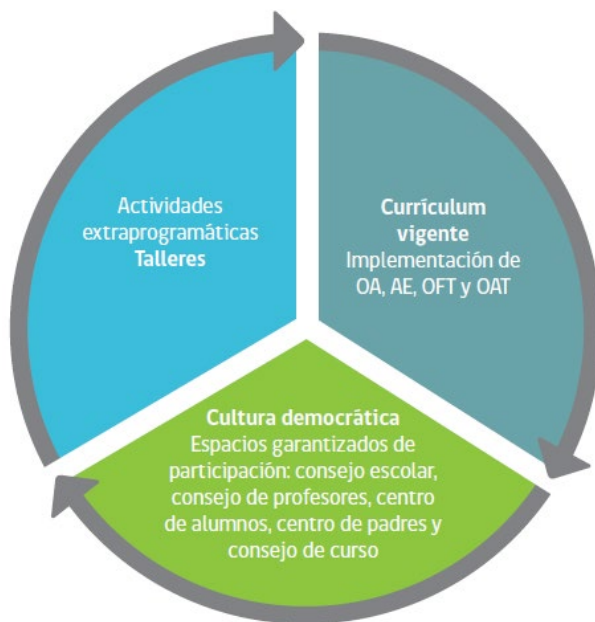 Actividades
extraprogramáticas
Talleres
Currículum
vigente
Implementación de
OA, AE, OFT y OAT
Cultura democrática
Espacios garantizados de
participación: consejo escolar,
consejo de profesores, centro
de alumnos, centro de padres y
consejo de curso